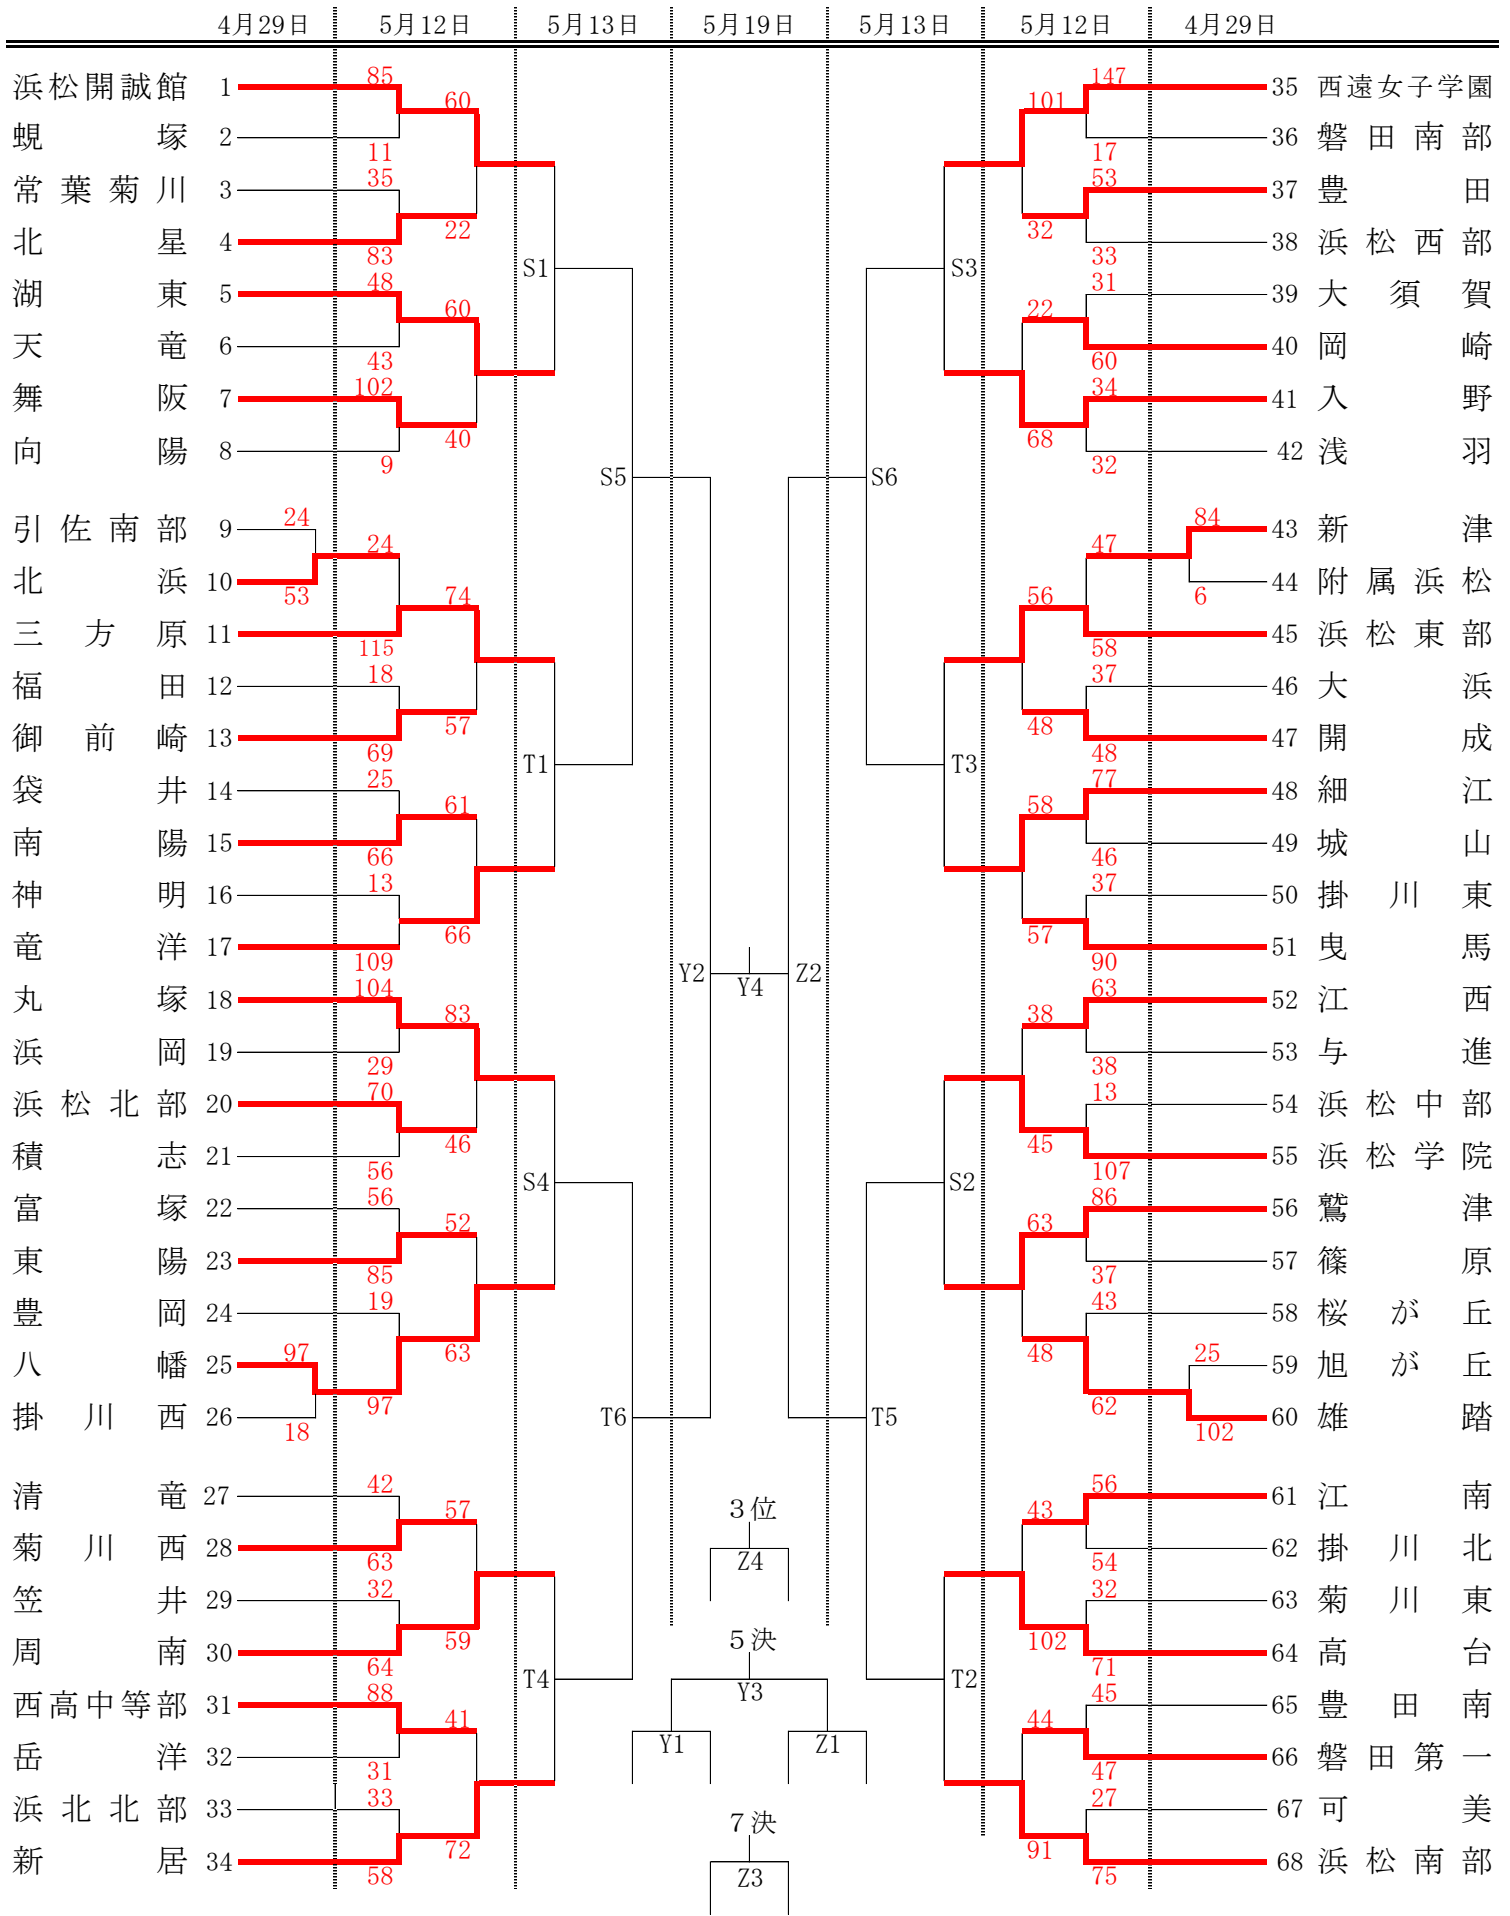 4月29日 5月12日 5月13日 5月19日 5月13日 5月12日 4月29日
浜松開誠館 1 85 147 35 西遠女子学園
60 101
蜆塚 2 11 17 36 磐田南部
常葉菊川 3 35 53 37 豊田
22 32
北星 4 83 33 38 浜松西部
S1 S3
湖東 5 48 31 39 大須賀
60 22
天竜 6 43 60 40 岡崎
舞阪 7 102 34 41 入野
40 68
向陽 8 9 32 42 浅羽
S5 S6
引佐南部 9 24 84 43 新津
24 47
北浜 10 53 6 44 附属浜松
74 56
三方原 11 115 58 45 浜松東部
福田 12 18 37 46 大浜
57 48
御前崎 13 69 48 47 開成
T1 T3
袋井 14 25 77 48 細江
61 58
南陽 15 66 46 49 城山
神明 16 13 37 50 掛川東
66 57
竜洋 17 109 90 51 曳馬
Y2 Y4 Z2
丸塚 18 104 63 52 江西
83 38
浜岡 19 29 38 53 与進
浜松北部 20 70 13 54 浜松中部
46 45
積志 21 56 107 55 浜松学院
S4 S2
富塚 22 56 86 56 鷲津
52 63
東陽 23 85 37 57 篠原
豊岡 24 19 43 58 桜が丘
63 48
八幡 25 97 25 59 旭が丘
97 62
掛川西 26 18 102 60 雄踏
T6 T5
清竜 27 42 56 61 江南
57 3位 43
菊川西 28 63 54 62 掛川北
Z4
笠井 29 32 32 63 菊川東
59 5決 102
周南 30 64 71 64 高台
T4 Y3 T2
西高中等部 31 88 45 65 豊田南
41 44
岳洋 32 31 Y1 Z1 47 66 磐田第一
浜北北部 33 33 27 67 可美
72 7決 91
新居 34 58 75 68 浜松南部
Z3